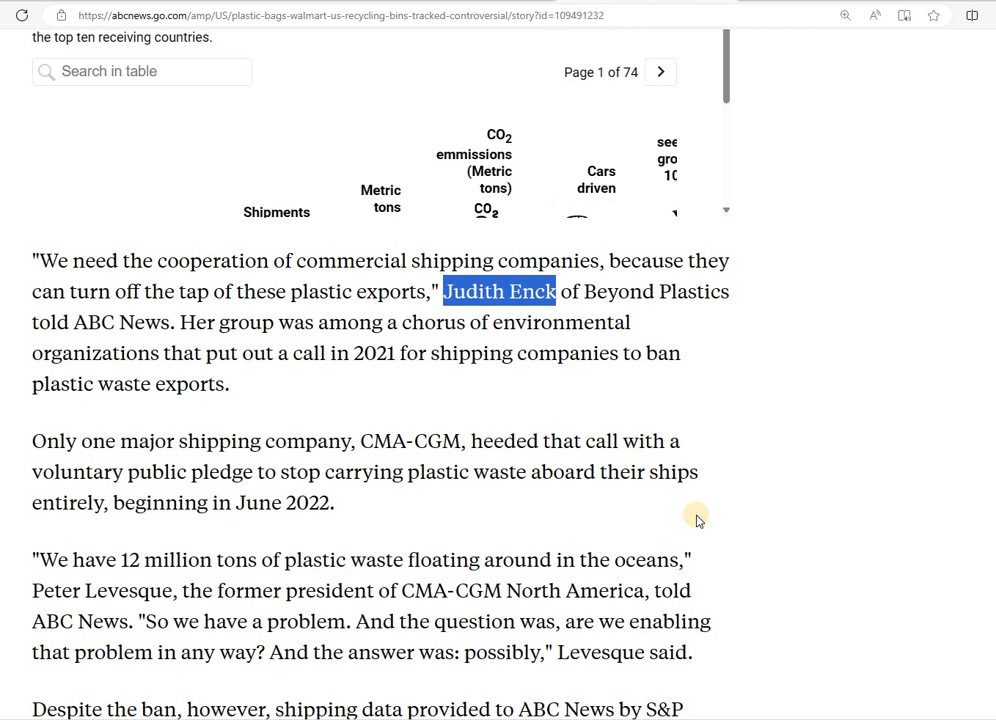 https://abcnews.go.com/amp/US/plastic-bags-walmart-us-recycling-bins-tracked-controversial/story?id=109491232
the top ten receiving countries.
Search in table
Page 1 of 74
CO2
emmissions
(Metric
tons)
Cars
driven
Metric
tons
Shipments
CO2
"We need the cooperation of commercial shipping companies, because they
can turn off the tap of these plastic exports," Judith Enck of Beyond Plastics
told ABC News. Her group was among a chorus of environmental
organizations that put out a call in 2021 for shipping companies to ban
plastic waste exports.
Only one major shipping company, CMA-CGM, heeded that call with a
voluntary public pledge to stop carrying plastic waste aboard their ships
entirely, beginning in June 2022.
"We have 12 million tons of plastic waste floating around in the oceans,"
Peter Levesque, the former president of CMA-CGM North America, told
ABC News. "So we have a problem. And the question was, are we enabling
that problem in any way? And the answer was: possibly," Levesque said.
Despite the ban, however, shipping data provided to ABC News by S&P